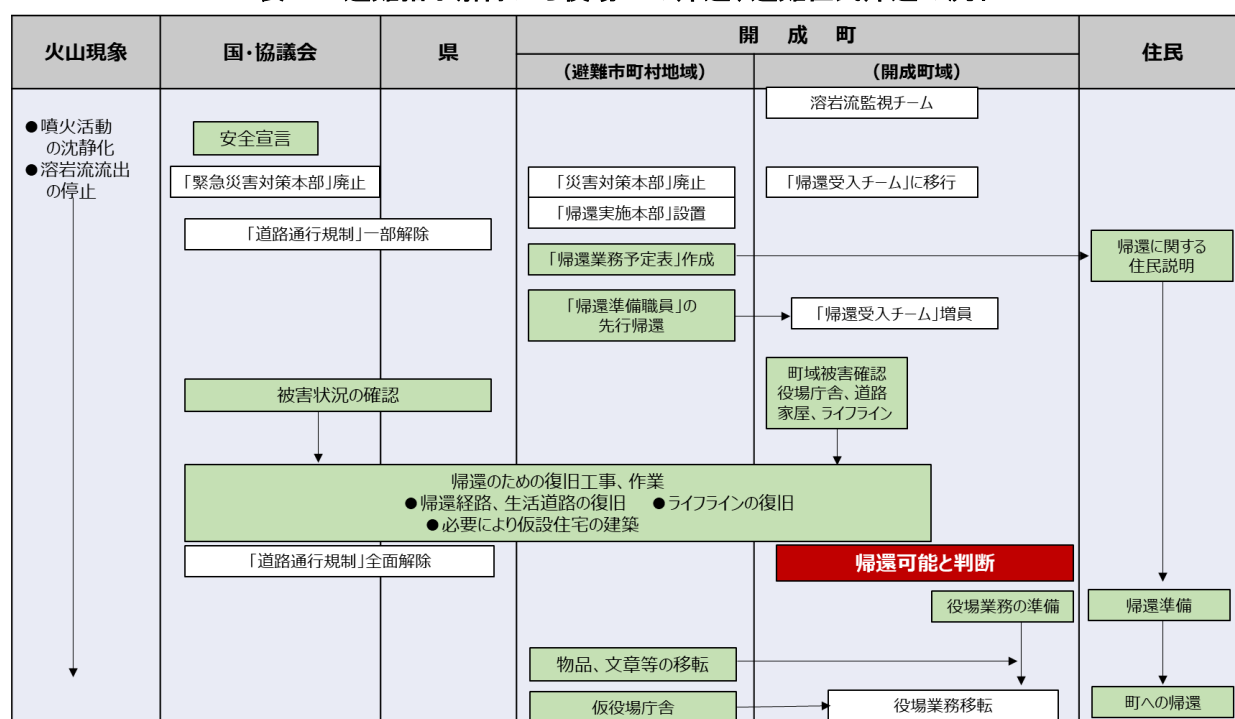 火山現象
国・協議会
県
開 成 町
(避難市町村地域)
(開成町域)
住民
溶岩流監視チーム
●噴火活動
の沈静化
●溶岩流流出
の停止
安全宣言
「緊急災害対策本部」廃止
「災害対策本部」廃止
「帰還受入チーム」に移行
「帰還実施本部」設置
「道路通行規制」一部解除
「帰還業務予定表」作成
帰還に関する
住民説明
「帰還準備職員」の
先行帰還
「帰還受入チーム」増員
被害状況の確認
町域被害確認
役場庁舎、道路
家屋、ライフライン
帰還のための復旧工事、作業
●帰還経路、生活道路の復旧 ●ライフラインの復旧
●必要により仮設住宅の建築
「道路通行規制」全面解除
帰還可能と判断
役場業務の準備
帰還準備
物品、文章等の移転
仮役場庁舎
役場業務移転
町への帰還